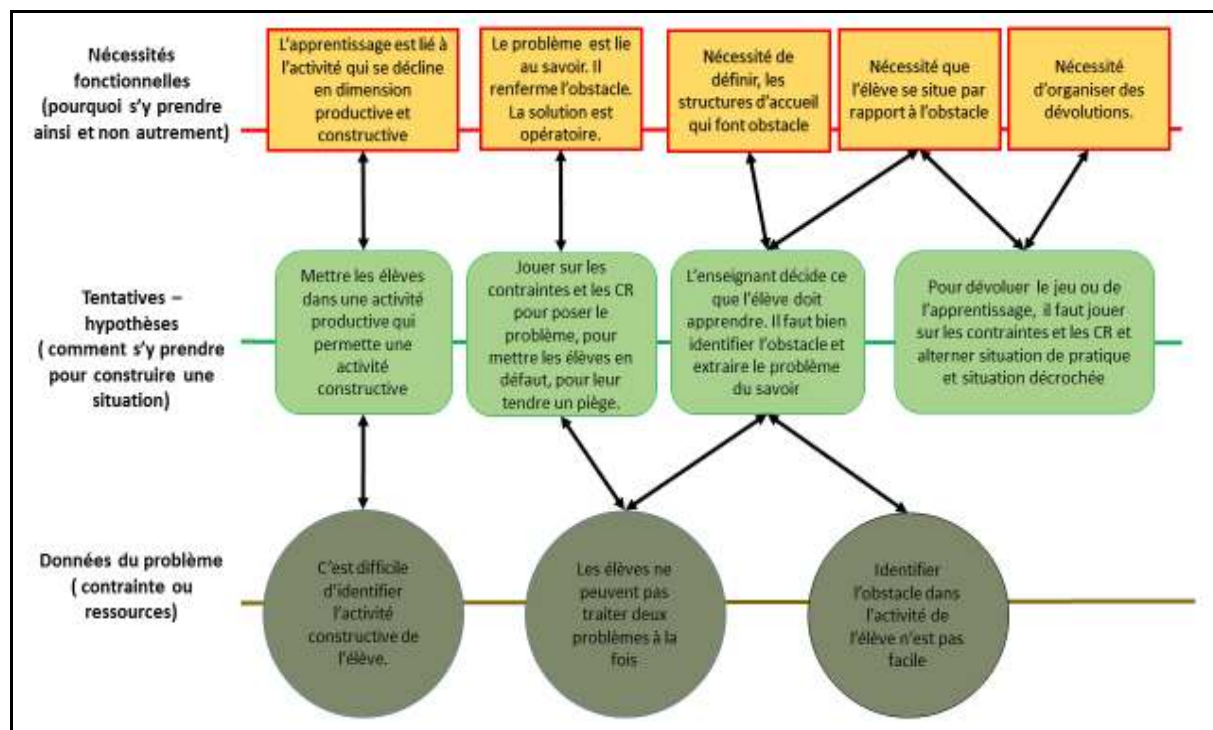 Nécessités
fonctionnelles
(pourquoi s'y prendre
ainsi et non autrement)
L'apprentissage est lié à
l'activité qui se décline
en dimension
productive et
constructive
Le problème est lie
au savoir. Il
renferme l'obstacle.
La solution est
opératoire.
Nécessité de
définir, les
structures d'accueil
qui font obstacle
Nécessité que
l'élève se situe par
rapport à l'obstacle
Nécessité
d'organiser des
dévolutions.
Tentatives –
hypothèses
( comment s'y prendre
pour construire une
situation)
Mettre les élèves
dans une activité
productive qui
permette une
activité
constructive
Jouer sur les
contraintes et les CR
pour poser le
problème, pour
mettre les élèves en
défaut, pour leur
tendre un piège.
L'enseignant décide ce
que l'élève doit
apprendre. Il faut bien
identifier l'obstacle et
extraire le problème
du savoir
Pour dévoluer le jeu ou de
l'apprentissage, il faut jouer
sur les contraintes et les CR et
alterner situation de pratique
et situation décrochée
Données du problème
( contrainte ou
ressources)
C'est difficile
d'identifier
l'activité
constructive de
l'élève.
Les élèves ne
peuvent pas
traiter deux
problèmes à la
fois
Identifier
l'obstacle dans
l'activité de
l'élève n'est pas
facile